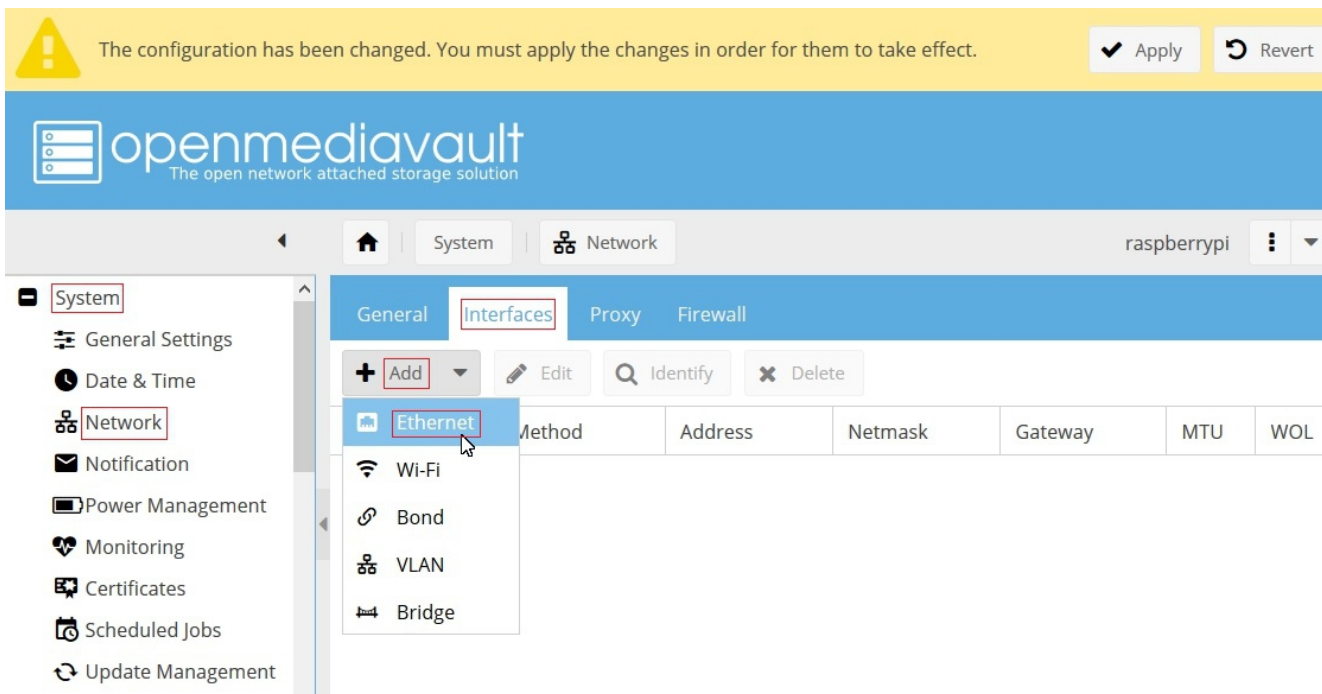 The configuration has been changed. You must apply the changes in order for them to take effect.
Apply
Revert
openmediavault
The open network attached storage solution
System
Network
raspberrypi
System
General Settings
Date & Time
Network
Notification
Power Management
Monitoring
Certificates
Scheduled Jobs
Update Management
General
Interfaces
Proxy
Firewall
Add
Edit
Identify
Delete
Method
Address
Netmask
Gateway
MTU
WOL
Ethernet
Wi-Fi
Bond
VLAN
Bridge